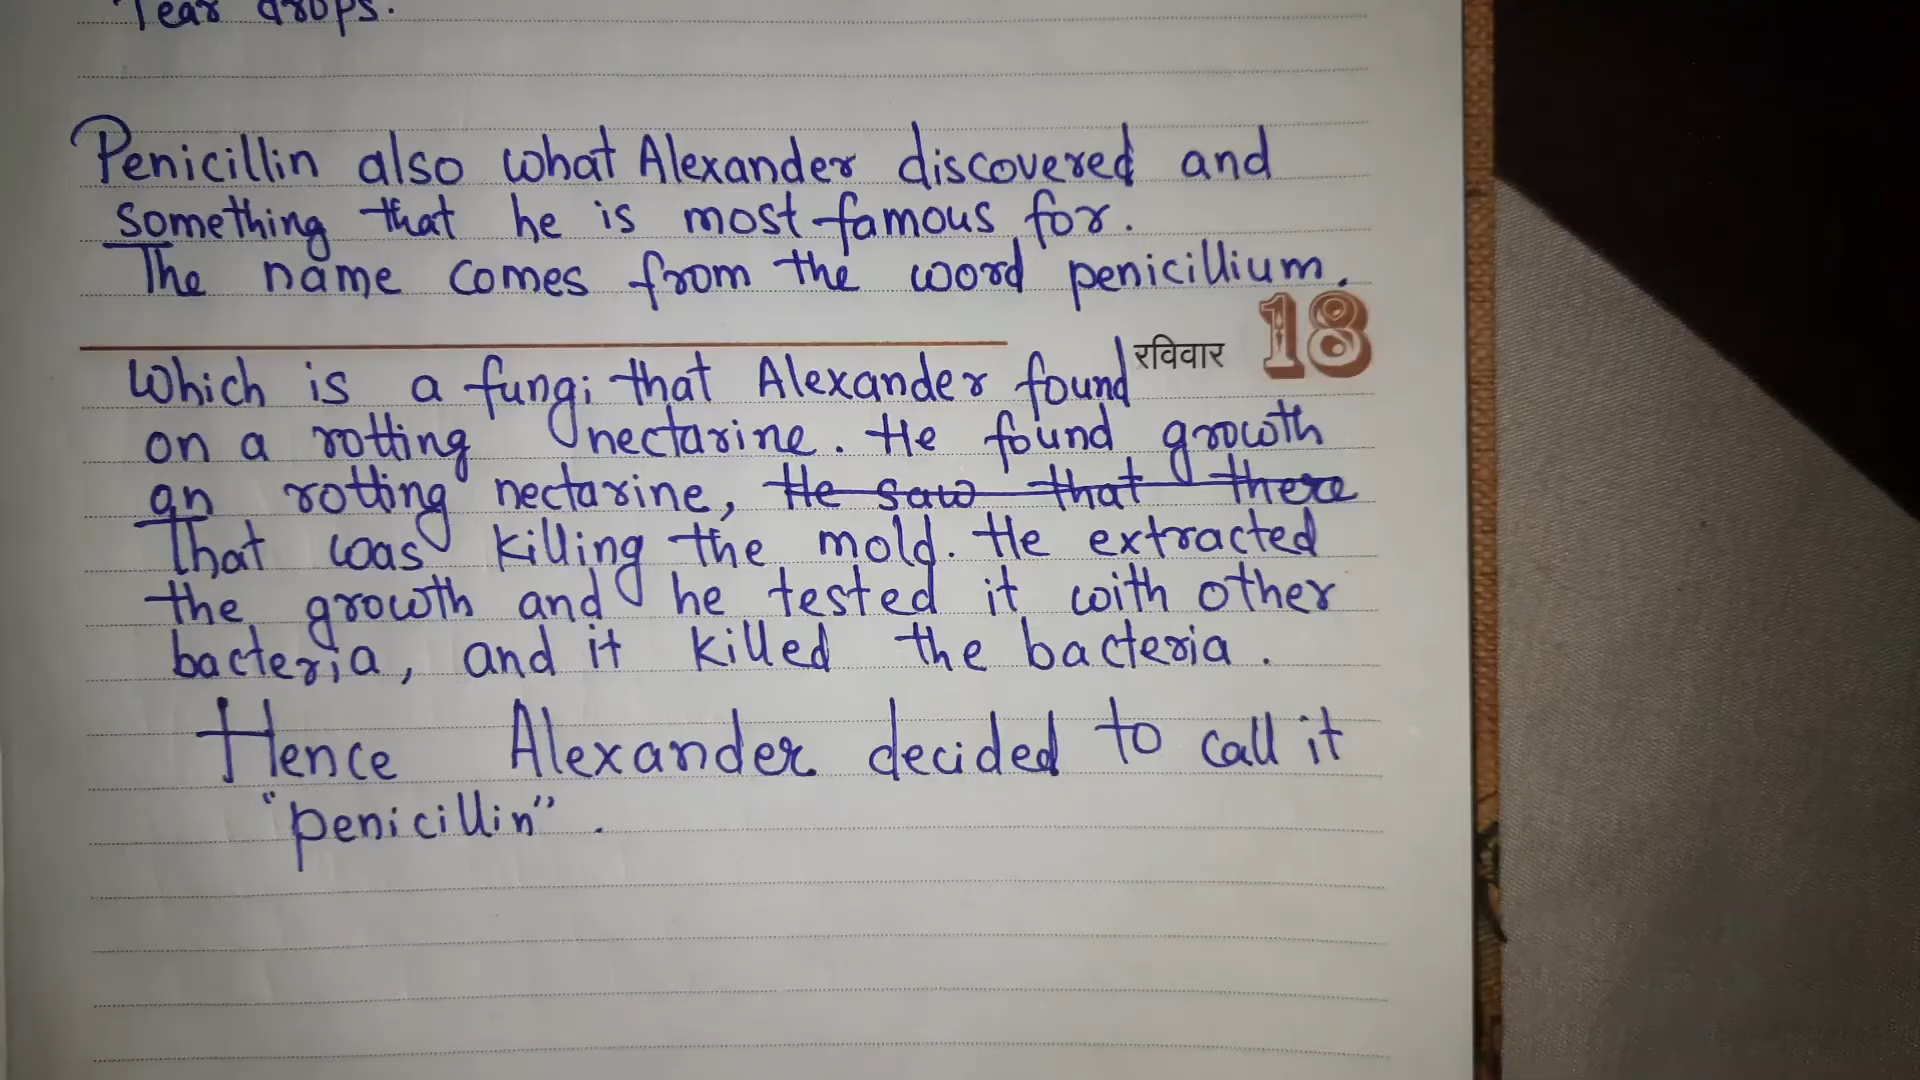 Tear drops.
Penicillin also what Alexander discovered and
something that he is most famous for.
The name comes from the word penicillium.
रविवार 18
Which is a fungi that Alexander found
on a rotting nectarine. He found growth
on rotting nectarine, He saw that there
That was killing the mold. He extracted
the growth and he tested it with other
bacteria, and it killed the bacteria.
Hence Alexander decided to call it
"penicillin".